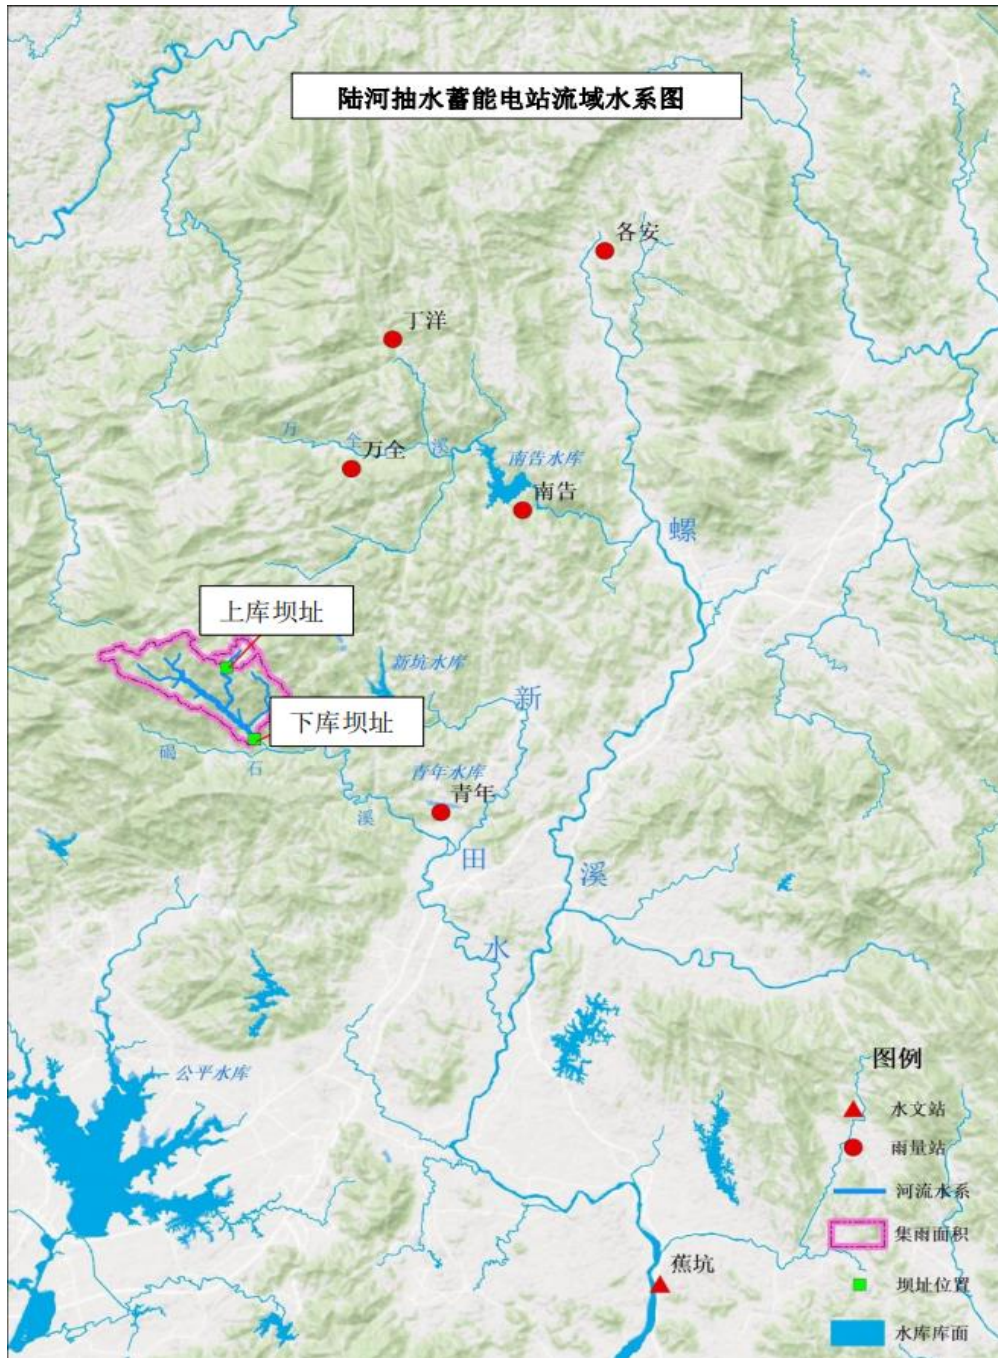 陆河抽水蓄能电站流域水系图
各安
丁洋
万
全
溪
万全
南告水库
南告
螺
上库坝址
新坑水库
新
下库坝址
碣
石
青年水库
青年
溪
田
溪
水
图例
公平水库
水文站
雨量站
河流水系
集雨面积
蕉坑
坝址位置
水库库面